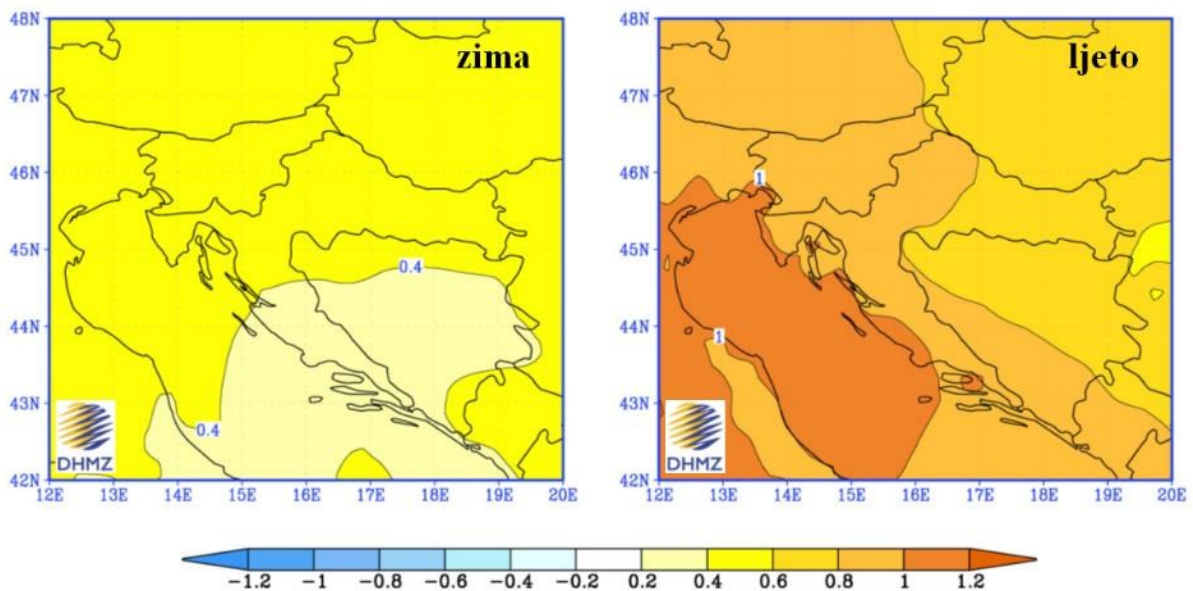 zima
ljeto
48N
47N
46N
45N
44N
43N
42N
0.4
0.4
DHMZ
12E 13E 14E 15E 16E 17E 18E 19E 20E
48N
47N
46N
45N
44N
43N
42N
1
1
DHMZ
12E 13E 14E 15E 16E 17E 18E 19E 20E
-1.2 -1 -0.8 -0.6 -0.4 -0.2 0.2 0.4 0.6 0.8 1 1.2